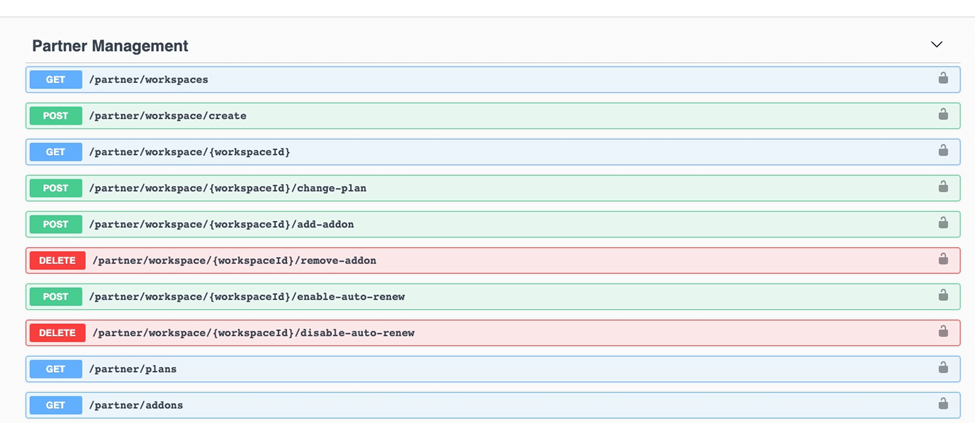 Partner Management
GET /partner/workspaces
POST /partner/workspace/create
GET /partner/workspace/{workspaceId}
POST /partner/workspace/{workspaceId}/change-plan
POST /partner/workspace/{workspaceId}/add-addon
DELETE /partner/workspace/{workspaceId}/remove-addon
POST /partner/workspace/{workspaceId}/enable-auto-renew
DELETE /partner/workspace/{workspaceId}/disable-auto-renew
GET /partner/plans
GET /partner/addons